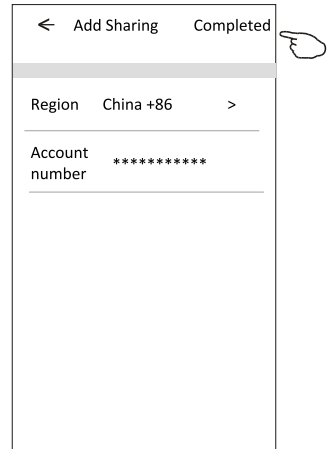 ← Add Sharing Completed
Region China +86 >
Account
number ***********